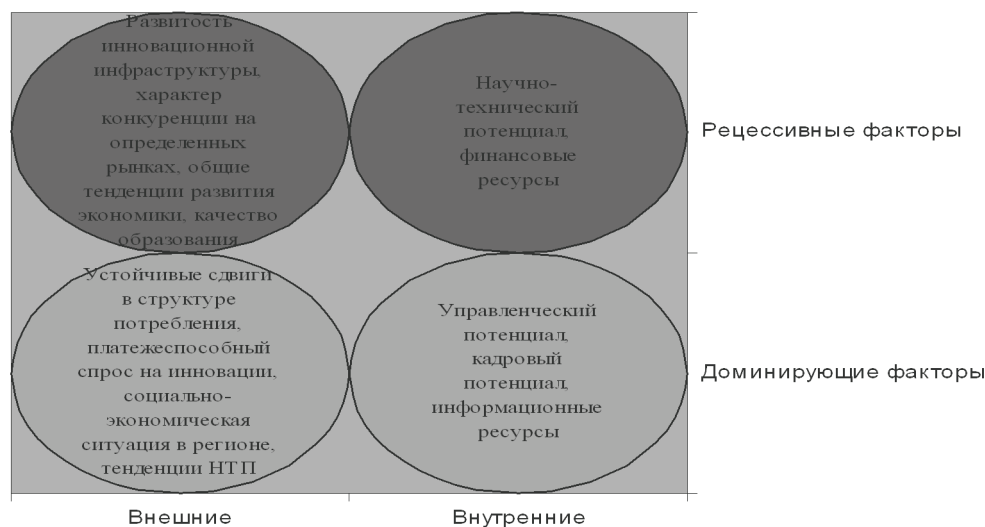 Развитость
инновационной
инфраструктуры,
характер
конкуренции на
определенных
рынках, общие
тенденции развития
экономики, качество
образования
Научно-
технический
потенциал,
финансовые
ресурсы
Рецессивные факторы
Устойчивые сдвиги
в структуре
потребления,
платежеспособный
спрос на инновации,
социально-
экономическая
ситуация в регионе,
тенденции НТП
Управленческий
потенциал,
кадровый
потенциал,
информационные
ресурсы
Доминирующие факторы
Внешние
Внутренние